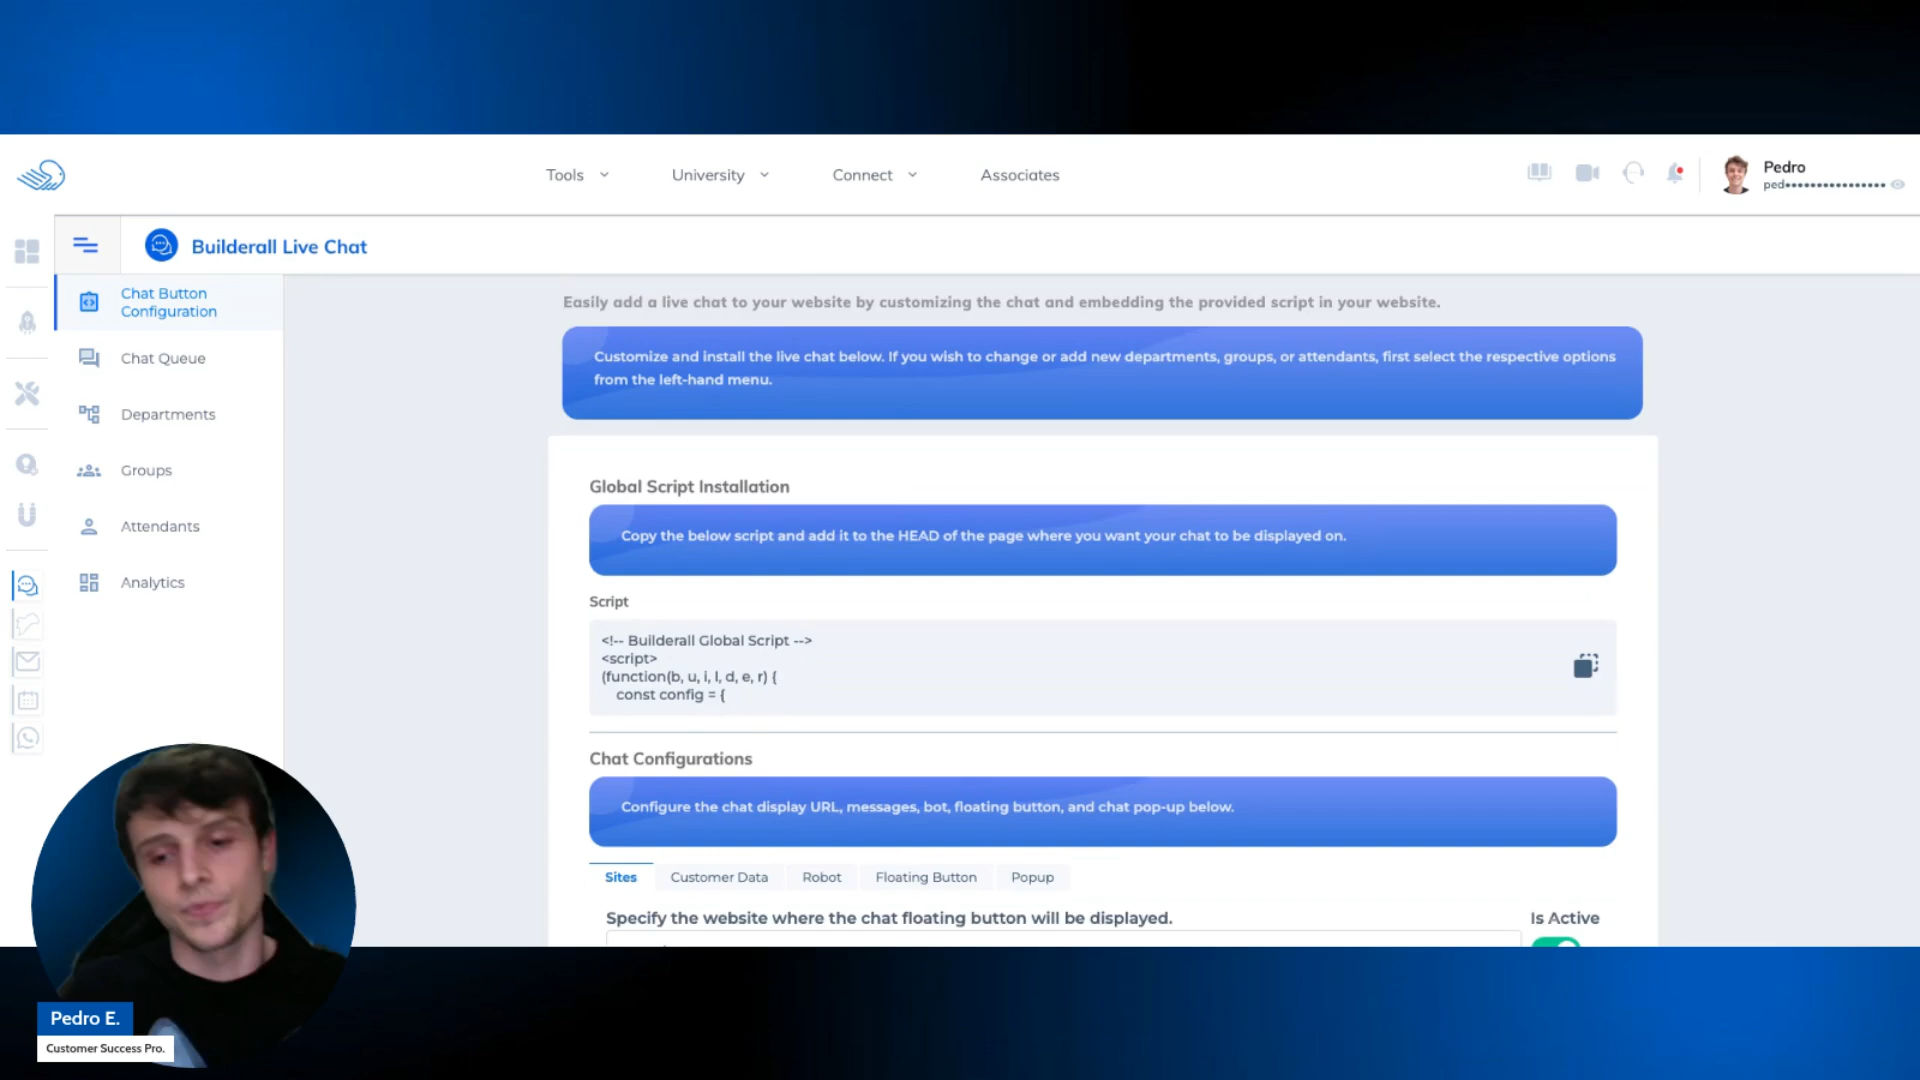 Tools
University
Connect
Associates
Pedro
ped••••••••••••••••
Builderall Live Chat
Chat Button
Configuration
Chat Queue
Departments
Groups
Attendants
Analytics
Easily add a live chat to your website by customizing the chat and embedding the provided script in your website.
Customize and install the live chat below. If you wish to change or add new departments, groups, or attendants, first select the respective options
from the left-hand menu.
Global Script Installation
Copy the below script and add it to the HEAD of the page where you want your chat to be displayed on.
Script
<!-- Builderall Global Script -->
<script>
(function(b, u, i, l, d, e, r) {
const config = {
Chat Configurations
Configure the chat display URL, messages, bot, floating button, and chat pop-up below.
Sites
Customer Data
Robot
Floating Button
Popup
Specify the website where the chat floating button will be displayed.
Is Active
Pedro E.
Customer Success Pro.